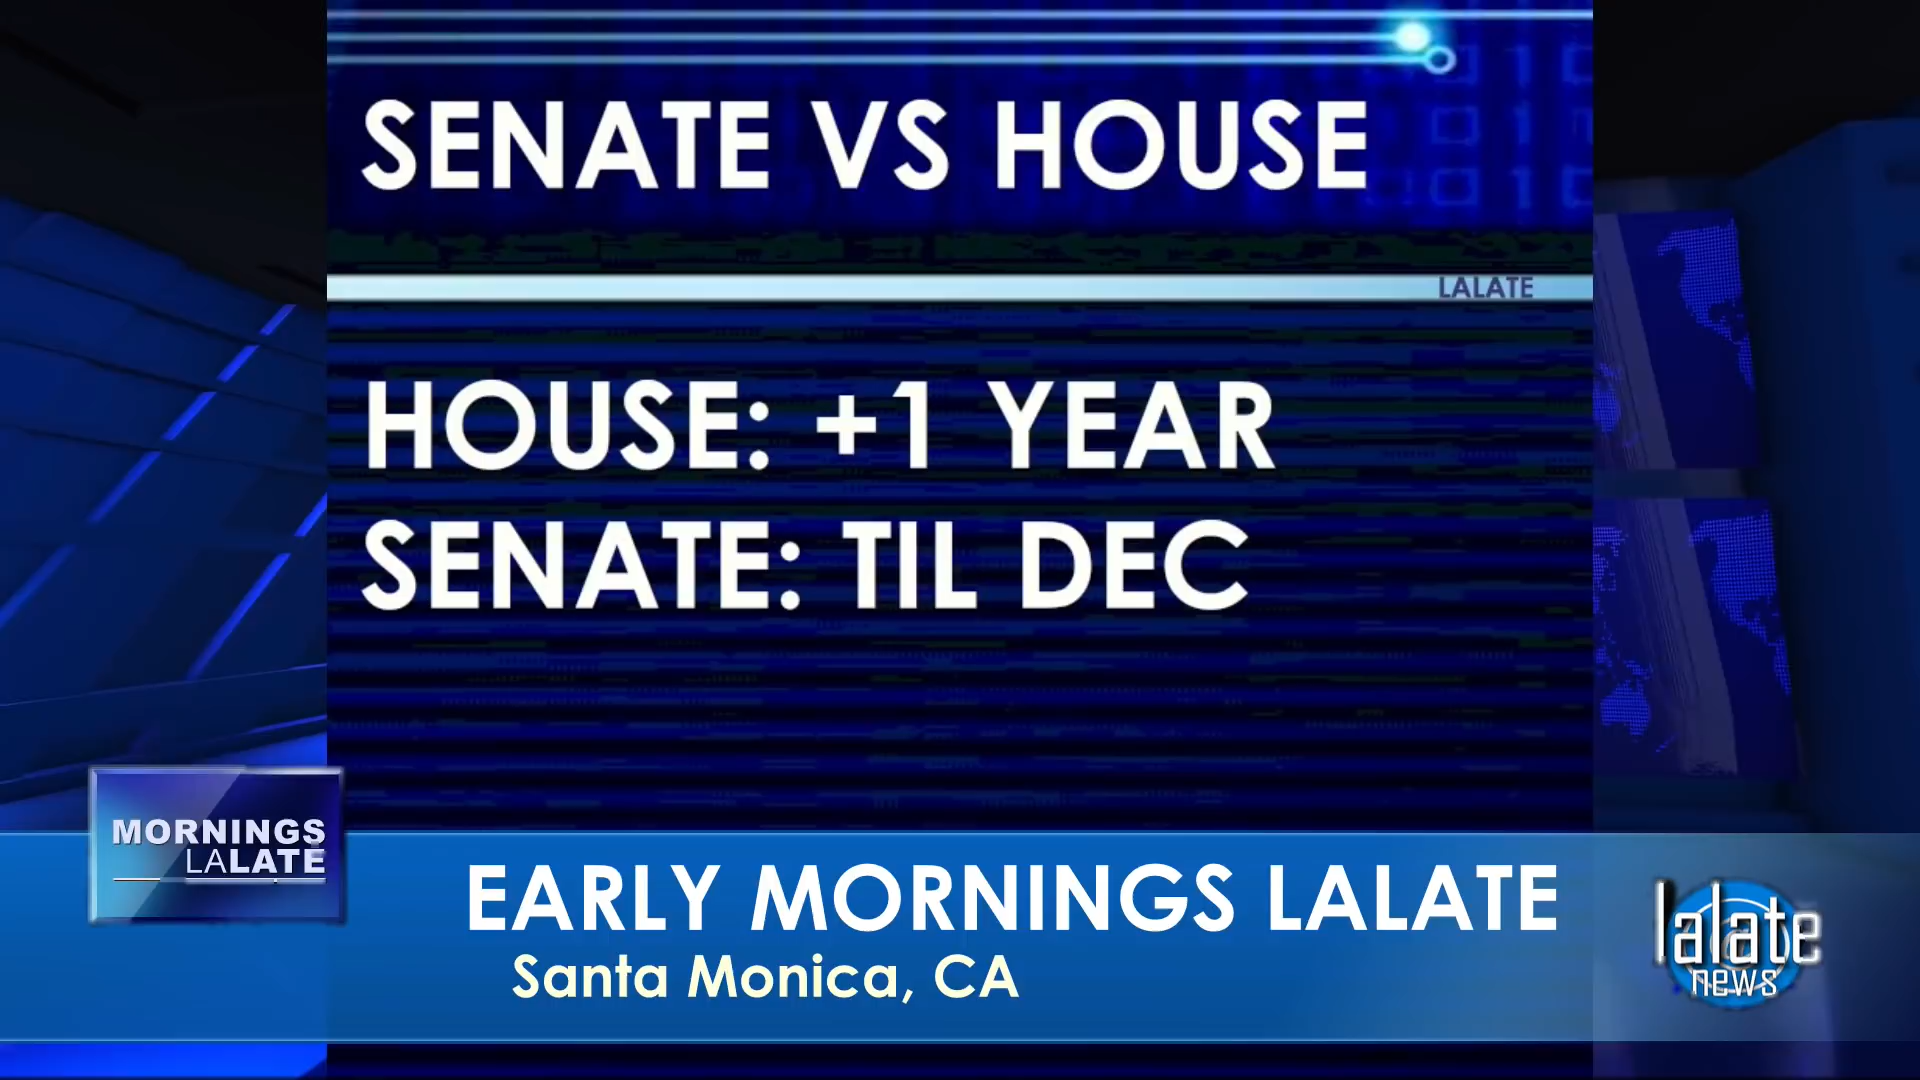 SENATE VS HOUSE
LALATE
HOUSE: +1 YEAR
SENATE: TIL DEC
MORNINGS
LALATE
EARLY MORNINGS LALATE
Santa Monica, CA
lalate
news